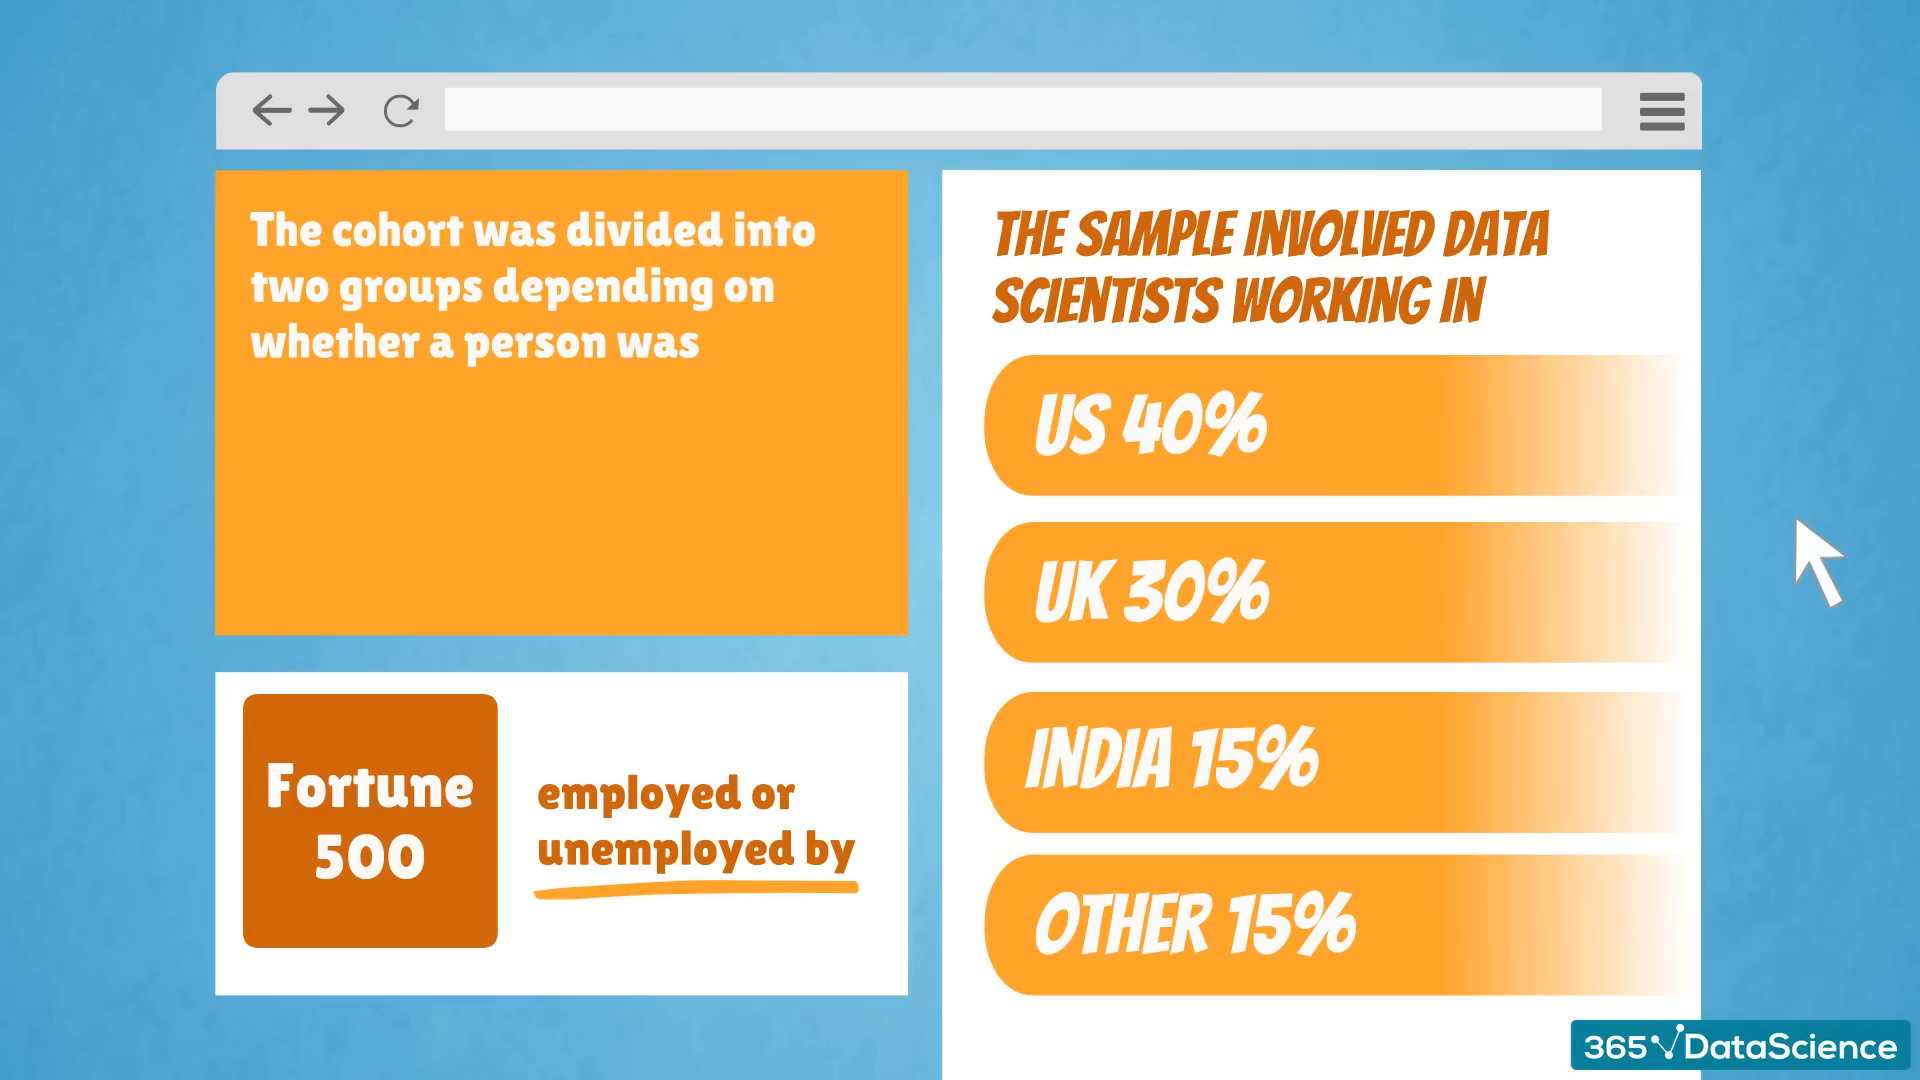 The cohort was divided into
two groups depending on
whether a person was
Fortune
500
employed or
unemployed by
THE SAMPLE INVOLVED DATA
SCIENTISTS WORKING IN
US 40%
UK 30%
INDIA 15%
OTHER 15%
365 DataScience